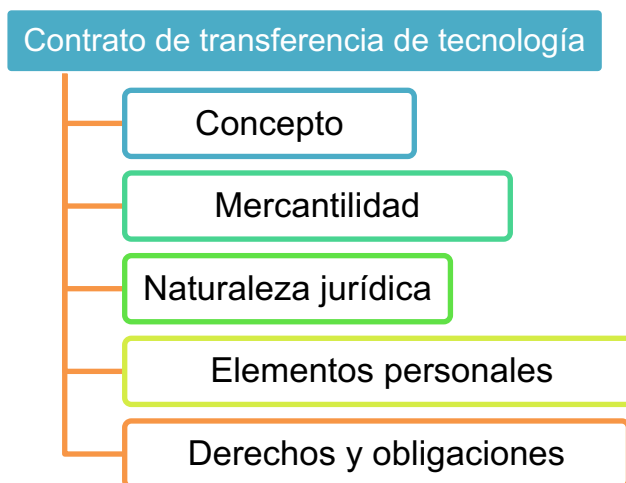 Contrato de transferencia de tecnología
Concepto
Mercantilidad
Naturaleza jurídica
Elementos personales
Derechos y obligaciones